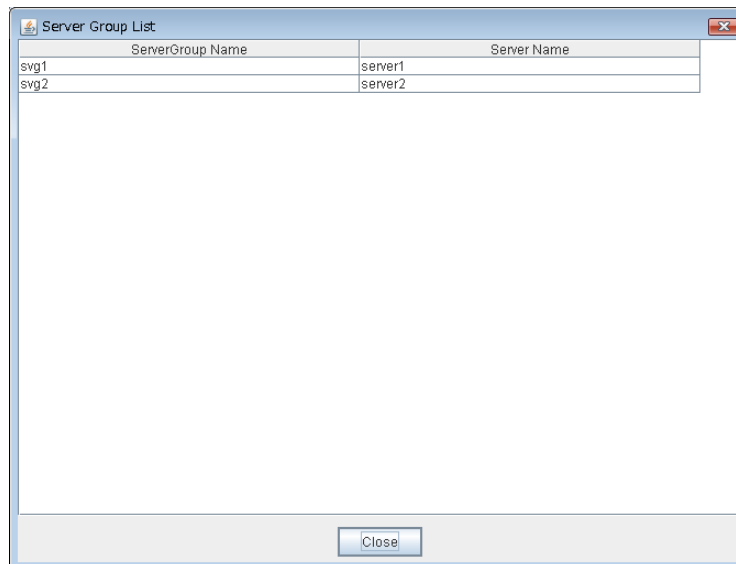 Server Group List
ServerGroup Name Server Name
svg1 server1
svg2 server2
Close